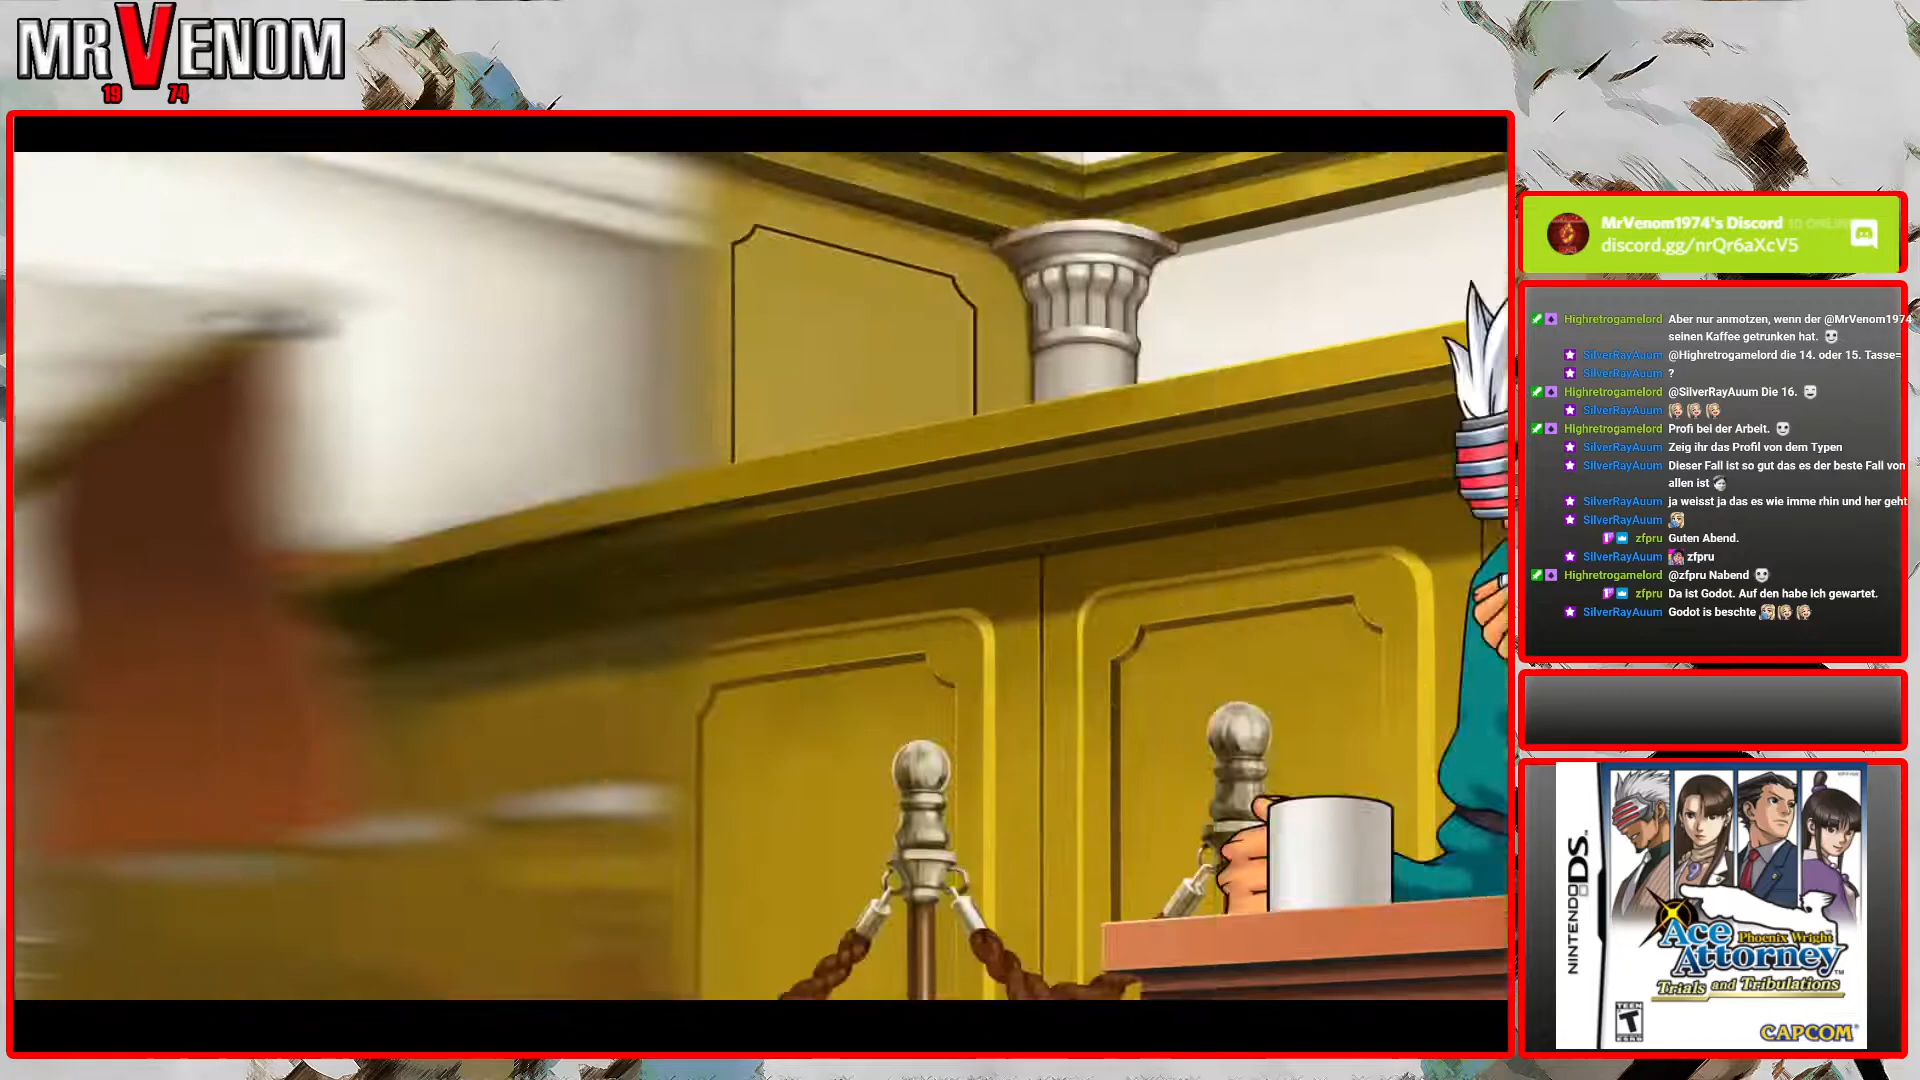 MRVENOM
19 74
MrVenom1974's Discord 10 ONLINE
discord.gg/nrQr6aXcV5
Highretrogamelord Aber nur anmotzen, wenn der @MrVenom1974
seinen Kaffee getrunken hat.
SilverRayAuum @Highretrogamelord die 14. oder 15. Tasse=
SilverRayAuum ?
Highretrogamelord @SilverRayAuum Die 16.
SilverRayAuum
Highretrogamelord Profi bei der Arbeit.
SilverRayAuum Zeig ihr das Profil von dem Typen
SilverRayAuum Dieser Fall ist so gut das es der beste Fall von
allen ist
SilverRayAuum ja weisst ja das es wie imme rhin und her geht
SilverRayAuum
zfpru Guten Abend.
SilverRayAuum zfpru
Highretrogamelord @zfpru Nabend
zfpru Da ist Godot. Auf den habe ich gewartet.
SilverRayAuum Godot is beschte
NINTENDO DS
Phoenix Wright
Ace
Attorney
Trials and Tribulations
TEEN
T
CAPCOM